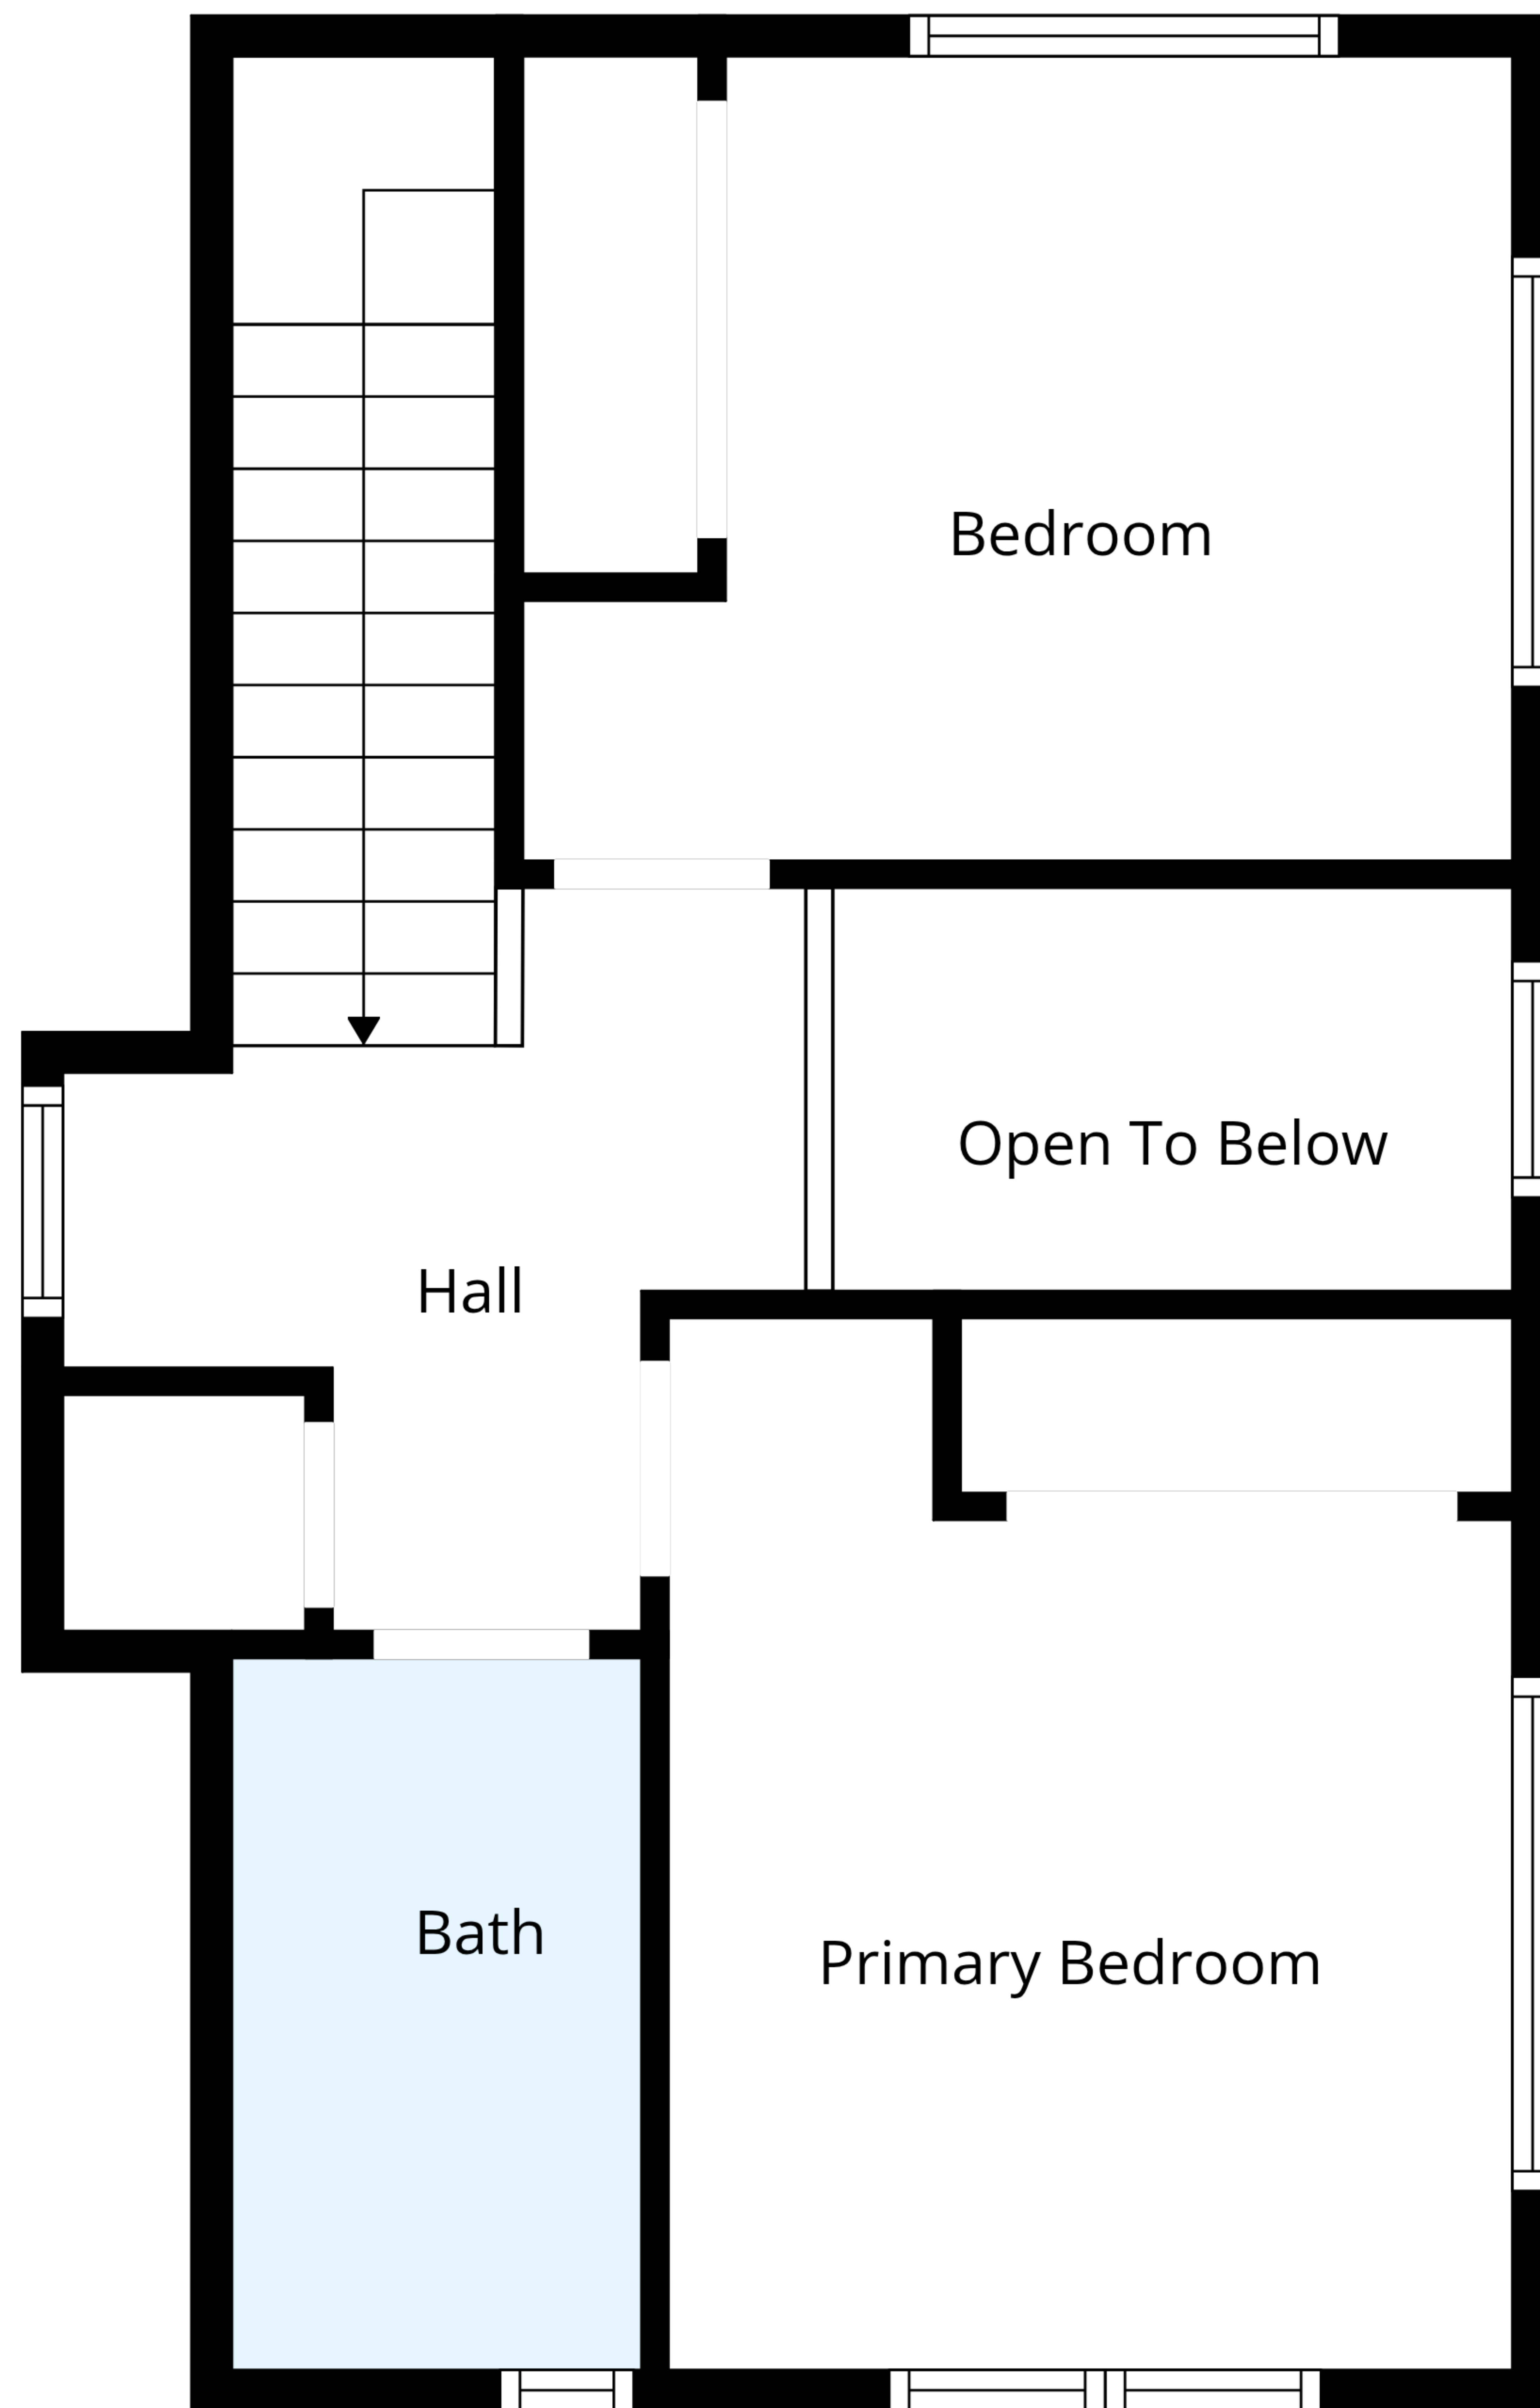 Bedroom
Open To Below
Hall
Bath
Primary Bedroom